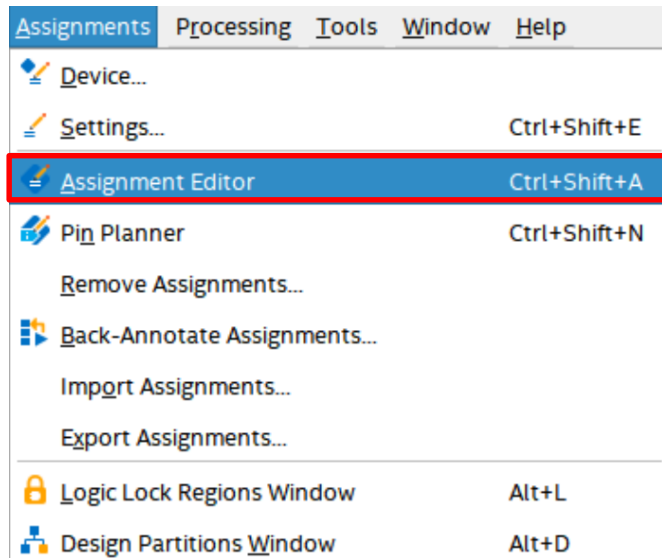 Assignments Processing Tools Window Help
Device...
Settings... Ctrl+Shift+E
Assignment Editor Ctrl+Shift+A
Pin Planner Ctrl+Shift+N
Remove Assignments...
Back-Annotate Assignments...
Import Assignments...
Export Assignments...
Logic Lock Regions Window Alt+L
Design Partitions Window Alt+D